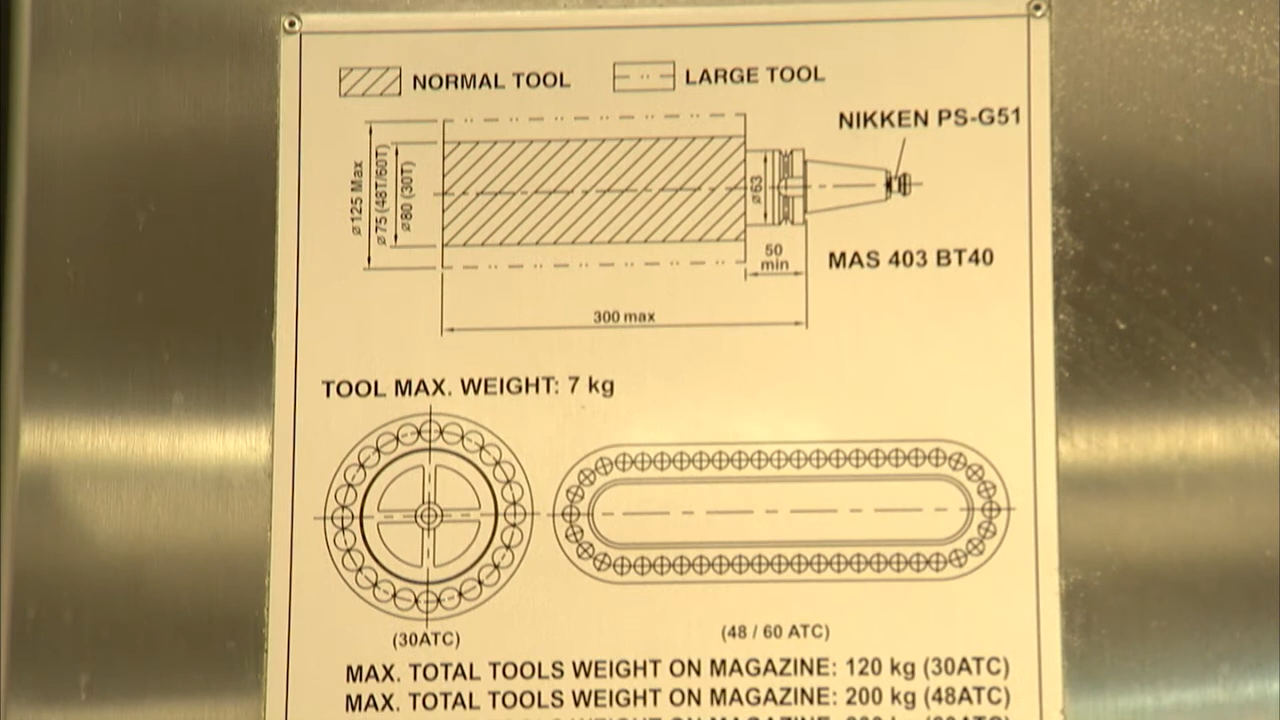 NORMAL TOOL
LARGE TOOL
NIKKEN PS-G51
ø125 Max
ø75 (48T/60T)
ø80 (30T)
ø63
50
min
MAS 403 BT40
300 max
TOOL MAX. WEIGHT: 7 kg
(30ATC)
(48 / 60 ATC)
MAX. TOTAL TOOLS WEIGHT ON MAGAZINE: 120 kg (30ATC)
MAX. TOTAL TOOLS WEIGHT ON MAGAZINE: 200 kg (48ATC)